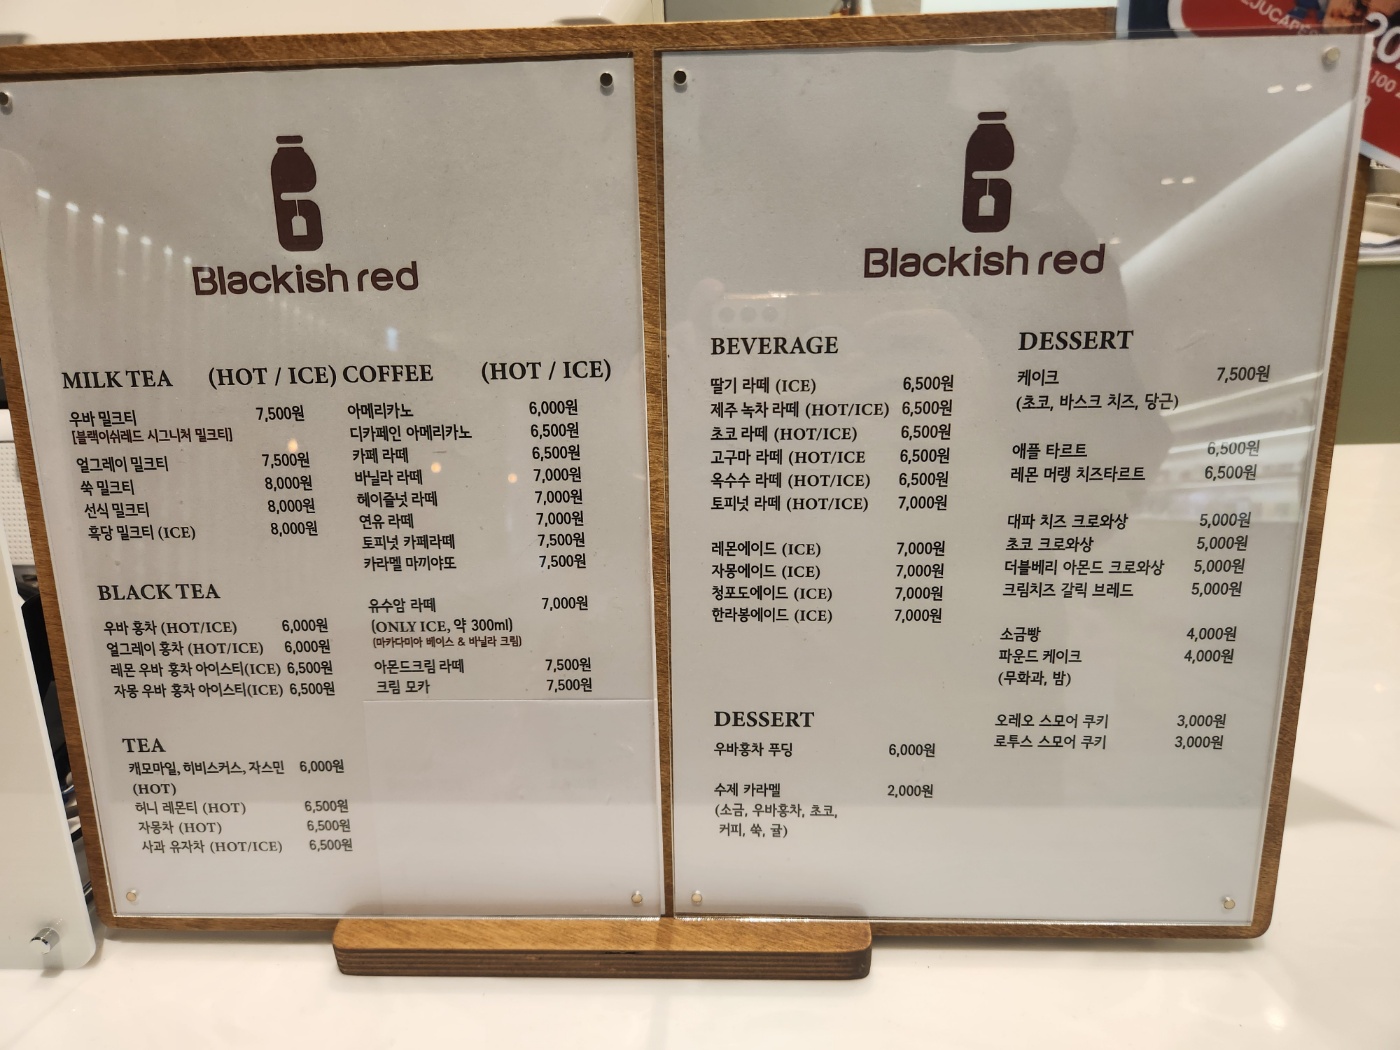 Blackish red
MILK TEA (HOT / ICE)
우바 밀크티 7,500원
[블랙이쉬레드 시그니처 밀크티]
얼그레이 밀크티 7,500원
쑥 밀크티 8,000원
선식 밀크티 8,000원
흑당 밀크티 (ICE) 8,000원
BLACK TEA
우바 홍차 (HOT/ICE) 6,000원
얼그레이 홍차 (HOT/ICE) 6,000원
레몬 우바 홍차 아이스티(ICE) 6,500원
자몽 우바 홍차 아이스티(ICE) 6,500원
TEA
캐모마일, 히비스커스, 자스민 6,000원
(HOT)
허니 레몬티 (HOT) 6,500원
자몽차 (HOT) 6,500원
사과 유자차 (HOT/ICE) 6,500원
COFFEE (HOT / ICE)
아메리카노 6,000원
디카페인 아메리카노 6,500원
카페 라떼 6,500원
바닐라 라떼 7,000원
헤이즐넛 라떼 7,000원
연유 라떼 7,000원
토피넛 카페라떼 7,500원
카라멜 마끼야또 7,500원
유수암 라떼 7,000원
(ONLY ICE, 약 300ml)
(마카다미아 베이스 & 바닐라 크림)
아몬드크림 라떼 7,500원
크림 모카 7,500원
Blackish red
BEVERAGE
딸기 라떼 (ICE) 6,500원
제주 녹차 라떼 (HOT/ICE) 6,500원
초코 라떼 (HOT/ICE) 6,500원
고구마 라떼 (HOT/ICE 6,500원
옥수수 라떼 (HOT/ICE) 6,500원
토피넛 라떼 (HOT/ICE) 7,000원
레몬에이드 (ICE) 7,000원
자몽에이드 (ICE) 7,000원
청포도에이드 (ICE) 7,000원
한라봉에이드 (ICE) 7,000원
DESSERT
우바홍차 푸딩 6,000원
수제 카라멜 2,000원
(소금, 우바홍차, 초코,
커피, 쑥, 귤)
DESSERT
케이크 7,500원
(초코, 바스크 치즈, 당근)
애플 타르트 6,500원
레몬 머랭 치즈타르트 6,500원
대파 치즈 크로와상 5,000원
초코 크로와상 5,000원
더블베리 아몬드 크로와상 5,000원
크림치즈 갈릭 브레드 5,000원
소금빵 4,000원
파운드 케이크 4,000원
(무화과, 밤)
오레오 스모어 쿠키 3,000원
로투스 스모어 쿠키 3,000원